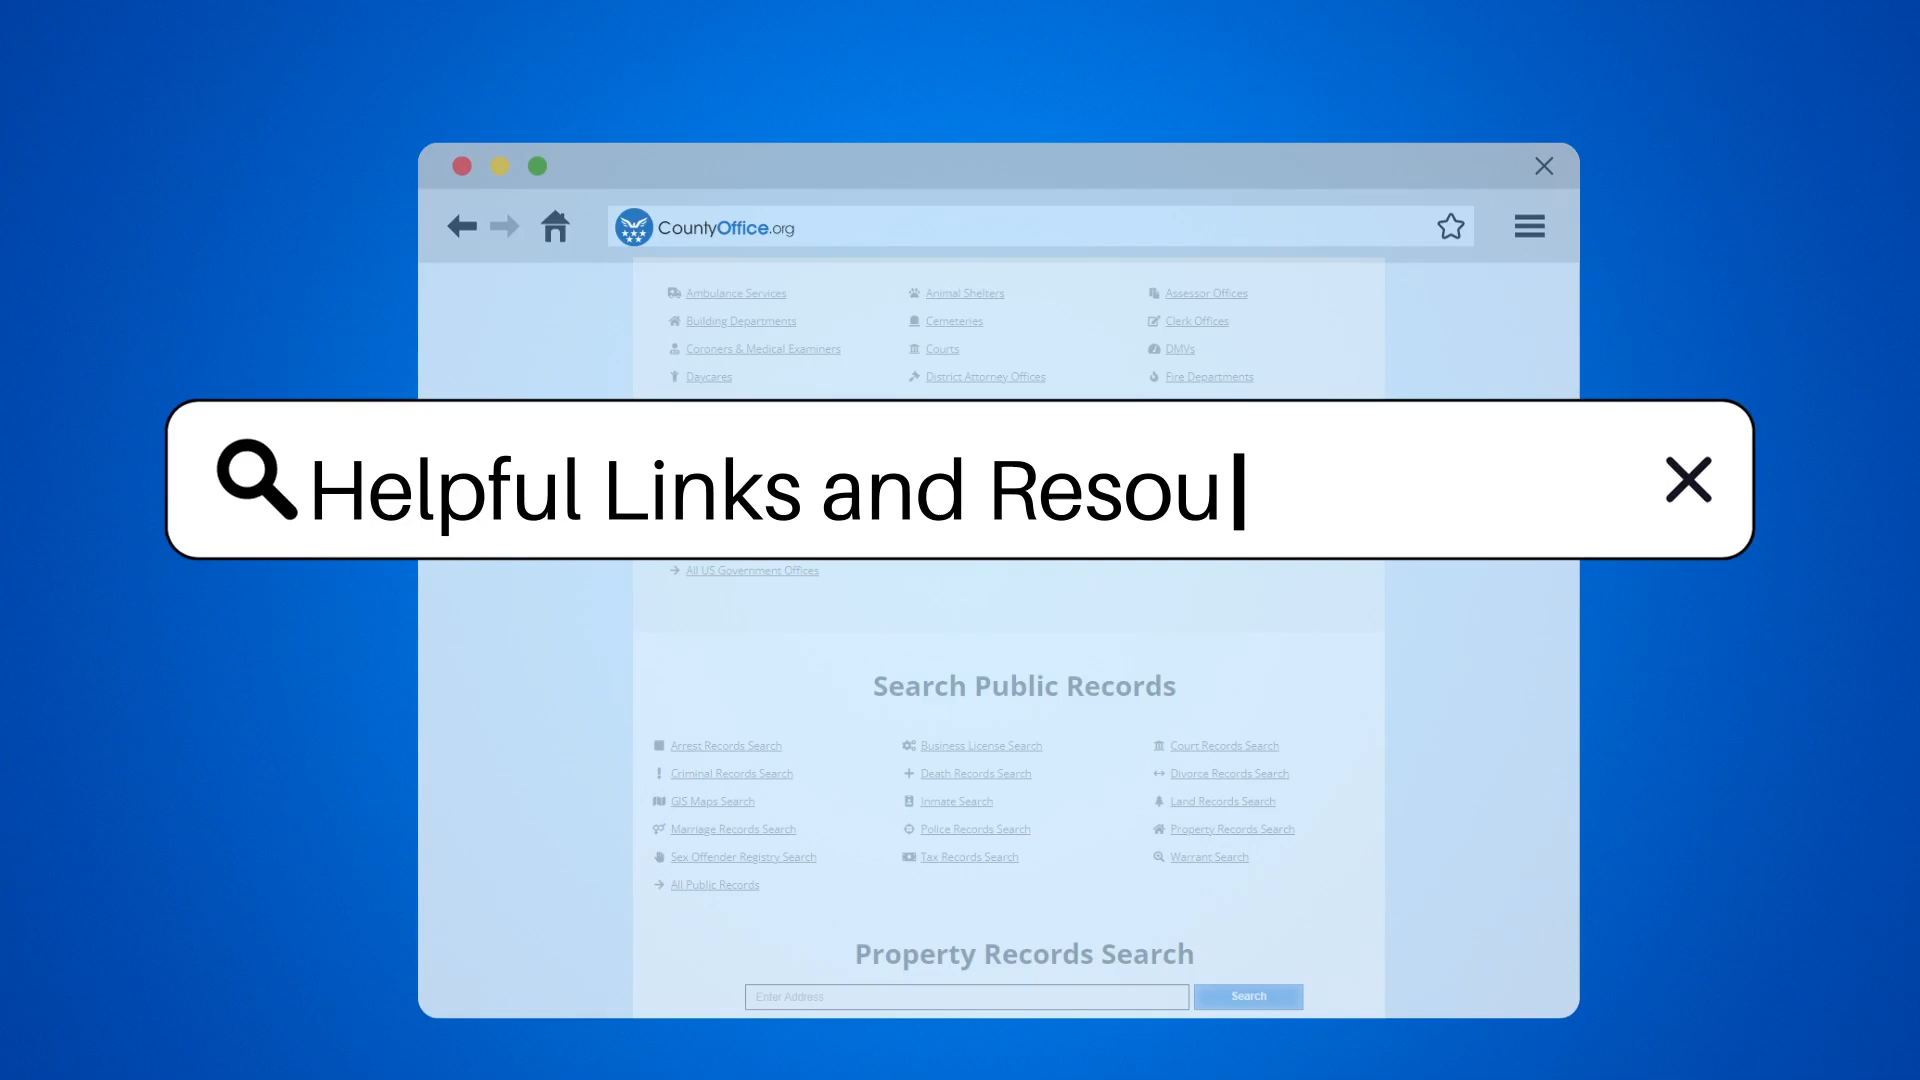 CountyOffice.org
Ambulance Services Animal Shelters Assessor Offices
Building Departments Cemeteries Clerk Offices
Coroners & Medical Examiners Courts DMVs
Daycares District Attorney Offices Fire Departments
Helpful Links and Resou
All US Government Offices
Search Public Records
Arrest Records Search Business License Search Court Records Search
Criminal Records Search Death Records Search Divorce Records Search
GIS Maps Search Inmate Search Land Records Search
Marriage Records Search Police Records Search Property Records Search
Sex Offender Registry Search Tax Records Search Warrant Search
All Public Records
Property Records Search
Enter Address Search